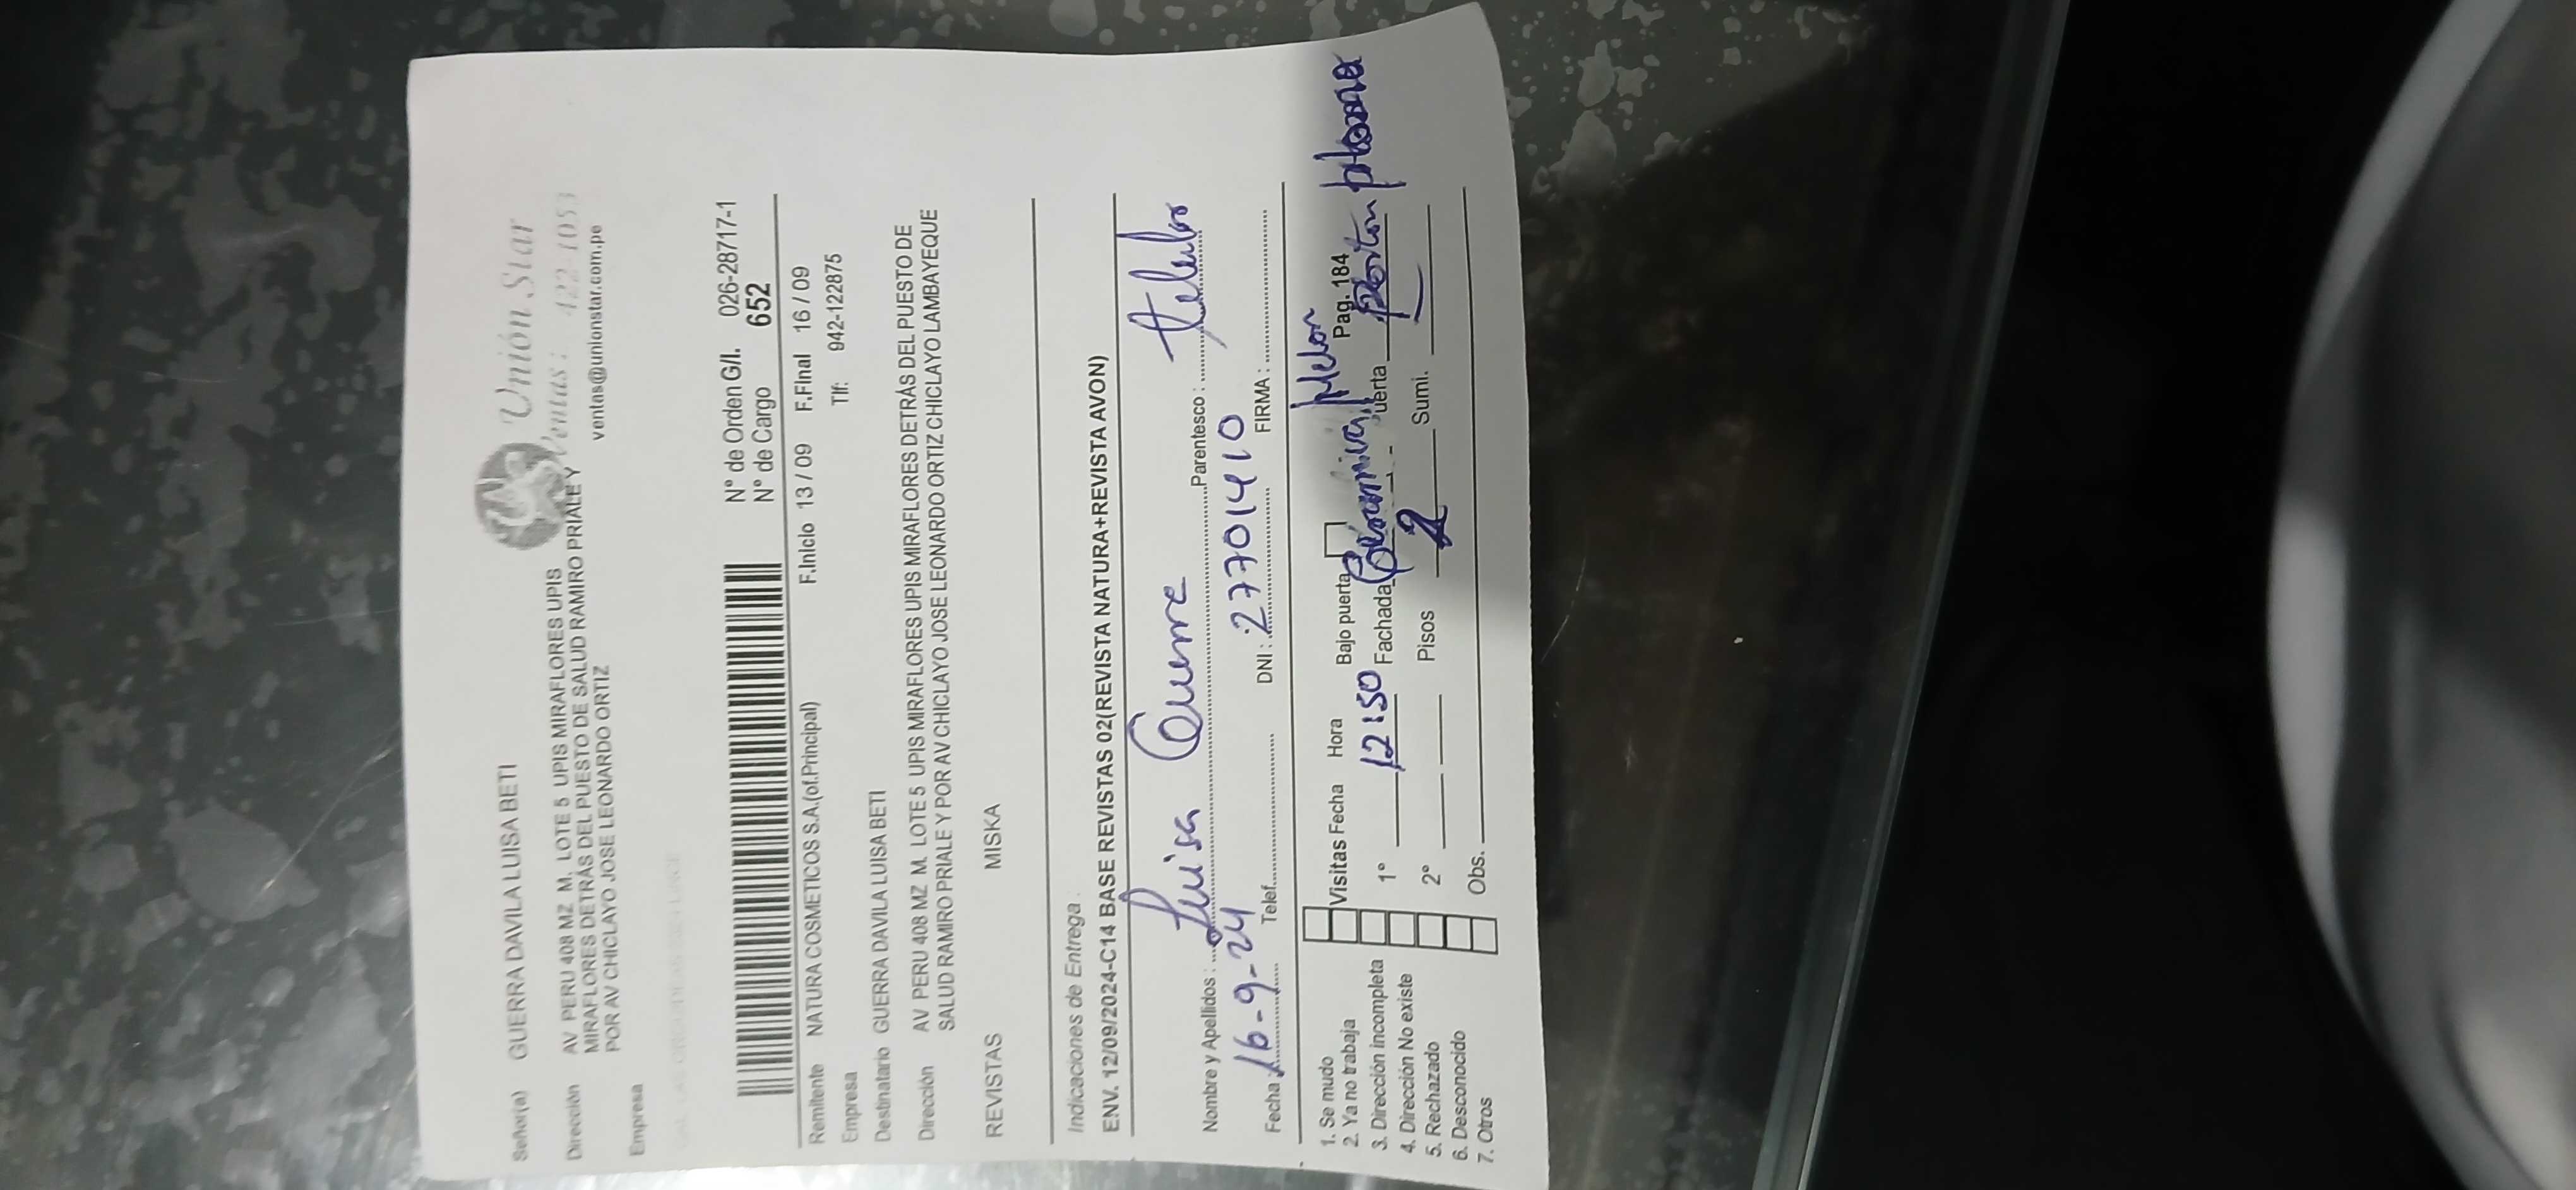 Unión Star
Ventas: 422-1053
ventas@unionstar.com.pe
Señor(a) GUERRA DAVILA LUISA BETI
Dirección AV PERU 408 MZ M. LOTE 5 UPIS MIRAFLORES UPIS
MIRAFLORES DETRÁS DEL PUESTO DE SALUD RAMIRO PRIALE Y
POR AV CHICLAYO JOSE LEONARDO ORTIZ
Empresa
N° de Orden G/I. 026-28717-1
N° de Cargo 652
Remitente NATURA COSMETICOS S.A.(of.Principal) F.Inicio 13 / 09 F.Final 16 / 09
Empresa Tlf: 942-122875
Destinatario GUERRA DAVILA LUISA BETI
Dirección AV PERU 408 MZ M. LOTE 5 UPIS MIRAFLORES UPIS MIRAFLORES DETRÁS DEL PUESTO DE
SALUD RAMIRO PRIALE Y POR AV CHICLAYO JOSE LEONARDO ORTIZ CHICLAYO LAMBAYEQUE
REVISTAS MISKA
Indicaciones de Entrega :
ENV. 12/09/2024-C14 BASE REVISTAS 02(REVISTA NATURA+REVISTA AVON)
Nombre y Apellidos : Luisa Parentesco : titular
Fecha : 16-9-24 Telef. DNI : 27701410 FIRMA :
1. Se mudo
2. Ya no trabaja
3. Dirección incompleta
4. Dirección No existe
5. Rechazado
6. Desconocido
7. Otros
Visitas Fecha Hora Bajo puerta Pag. 184
1° 12:50 Fachada melon uerta porton
2° Pisos 2 Sumi.
Obs.